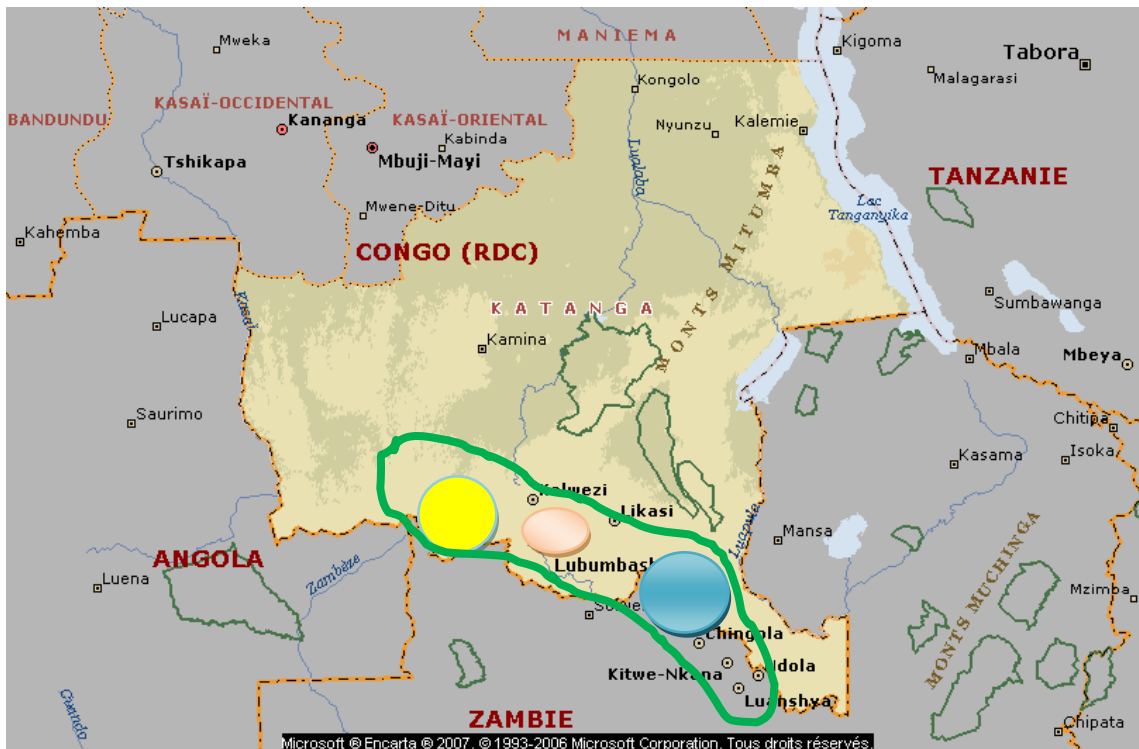 Mweka
MANIEMA
Kigoma
Tabora
Malagarasi
Kongolo
KASAÏ-OCCIDENTAL
BANDUNDU
Kananga
KASAÏ-ORIENTAL
Kabinda
Nyunzu
Kalemie
Mbuji-Mayi
Tshikapa
Lualaba
TANZANIE
Lac
Tanganyika
Mwene-Ditu
Kahemba
CONGO (RDC)
MONTS MITUMBA
Kasaï
KATANGA
Sumbawanga
Lucapa
Kamina
Mbala
Mbeya
Saurimo
Chitipa
Isoka
Kasama
Kolwezi
Likasi
Luapula
Mansa
ANGOLA
Zambèze
Lubumbashi
Luena
MONTS MUCHINGA
Mzimba
Chingola
Kitwe-Nkana
Ndola
Luanshya
Cuando
ZAMBIE
Chipata
Microsoft ® Encarta ® 2007. © 1993-2006 Microsoft Corporation. Tous droits réservés.